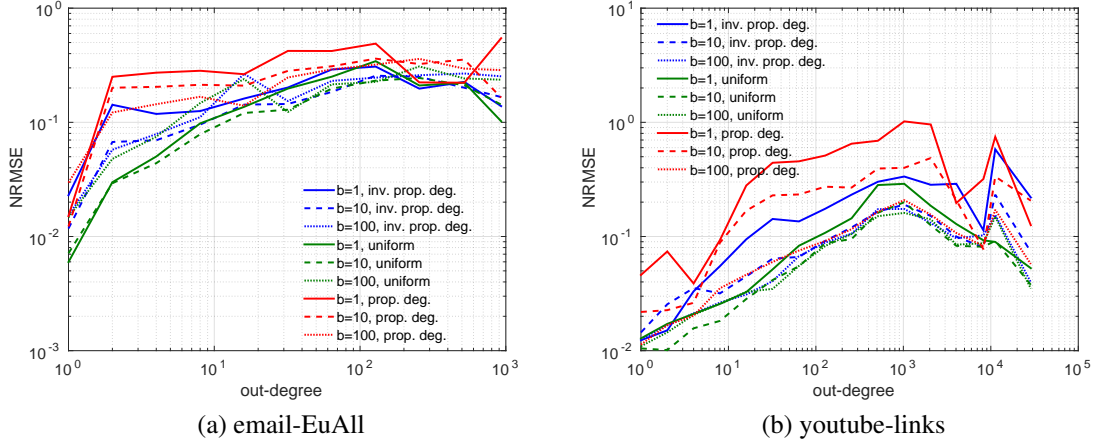 10^0
10^-1
10^-2
10^-3
NRMSE
b=1, inv. prop. deg.
b=10, inv. prop. deg.
b=100, inv. prop. deg.
b=1, uniform
b=10, uniform
b=100, uniform
b=1, prop. deg.
b=10, prop. deg.
b=100, prop. deg.
10^0 10^1 10^2 10^3
out-degree
(a) email-EuAll
10^1
10^0
10^-1
10^-2
NRMSE
b=1, inv. prop. deg.
b=10, inv. prop. deg.
b=100, inv. prop. deg.
b=1, uniform
b=10, uniform
b=100, uniform
b=1, prop. deg.
b=10, prop. deg.
b=100, prop. deg.
10^0 10^1 10^2 10^3 10^4 10^5
out-degree
(b) youtube-links